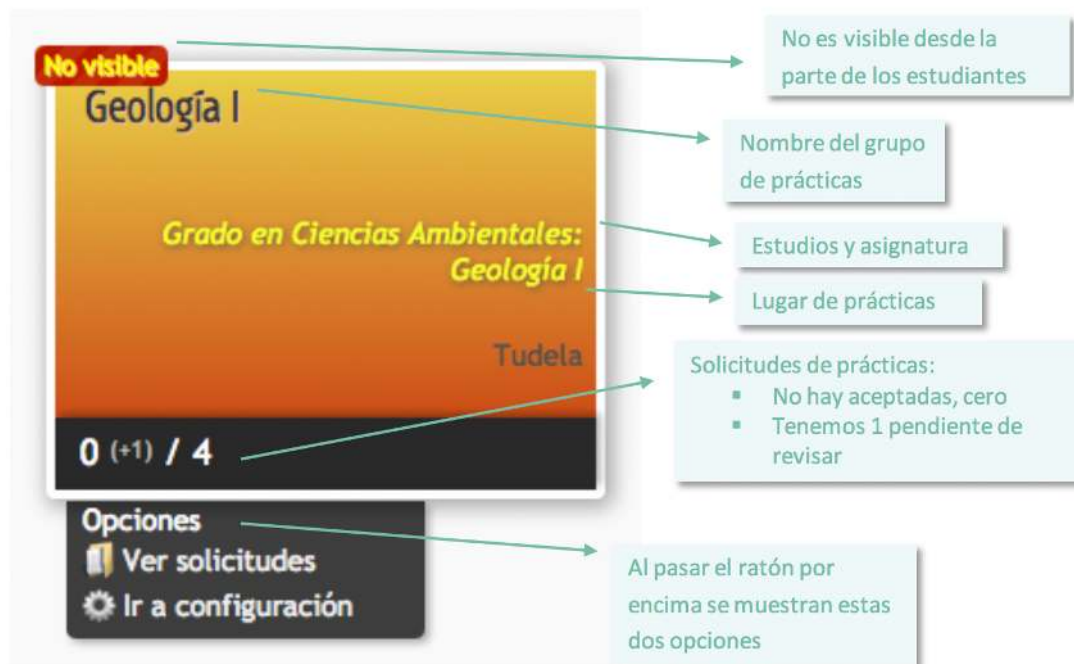 No visible
Geología I
Grado en Ciencias Ambientales:
Geología I
Tudela
0 (+1) / 4
Opciones
Ver solicitudes
Ir a configuración
No es visible desde la
parte de los estudiantes
Nombre del grupo
de prácticas
Estudios y asignatura
Lugar de prácticas
Solicitudes de prácticas:
▪ No hay aceptadas, cero
▪ Tenemos 1 pendiente de
revisar
Al pasar el ratón por
encima se muestran estas
dos opciones